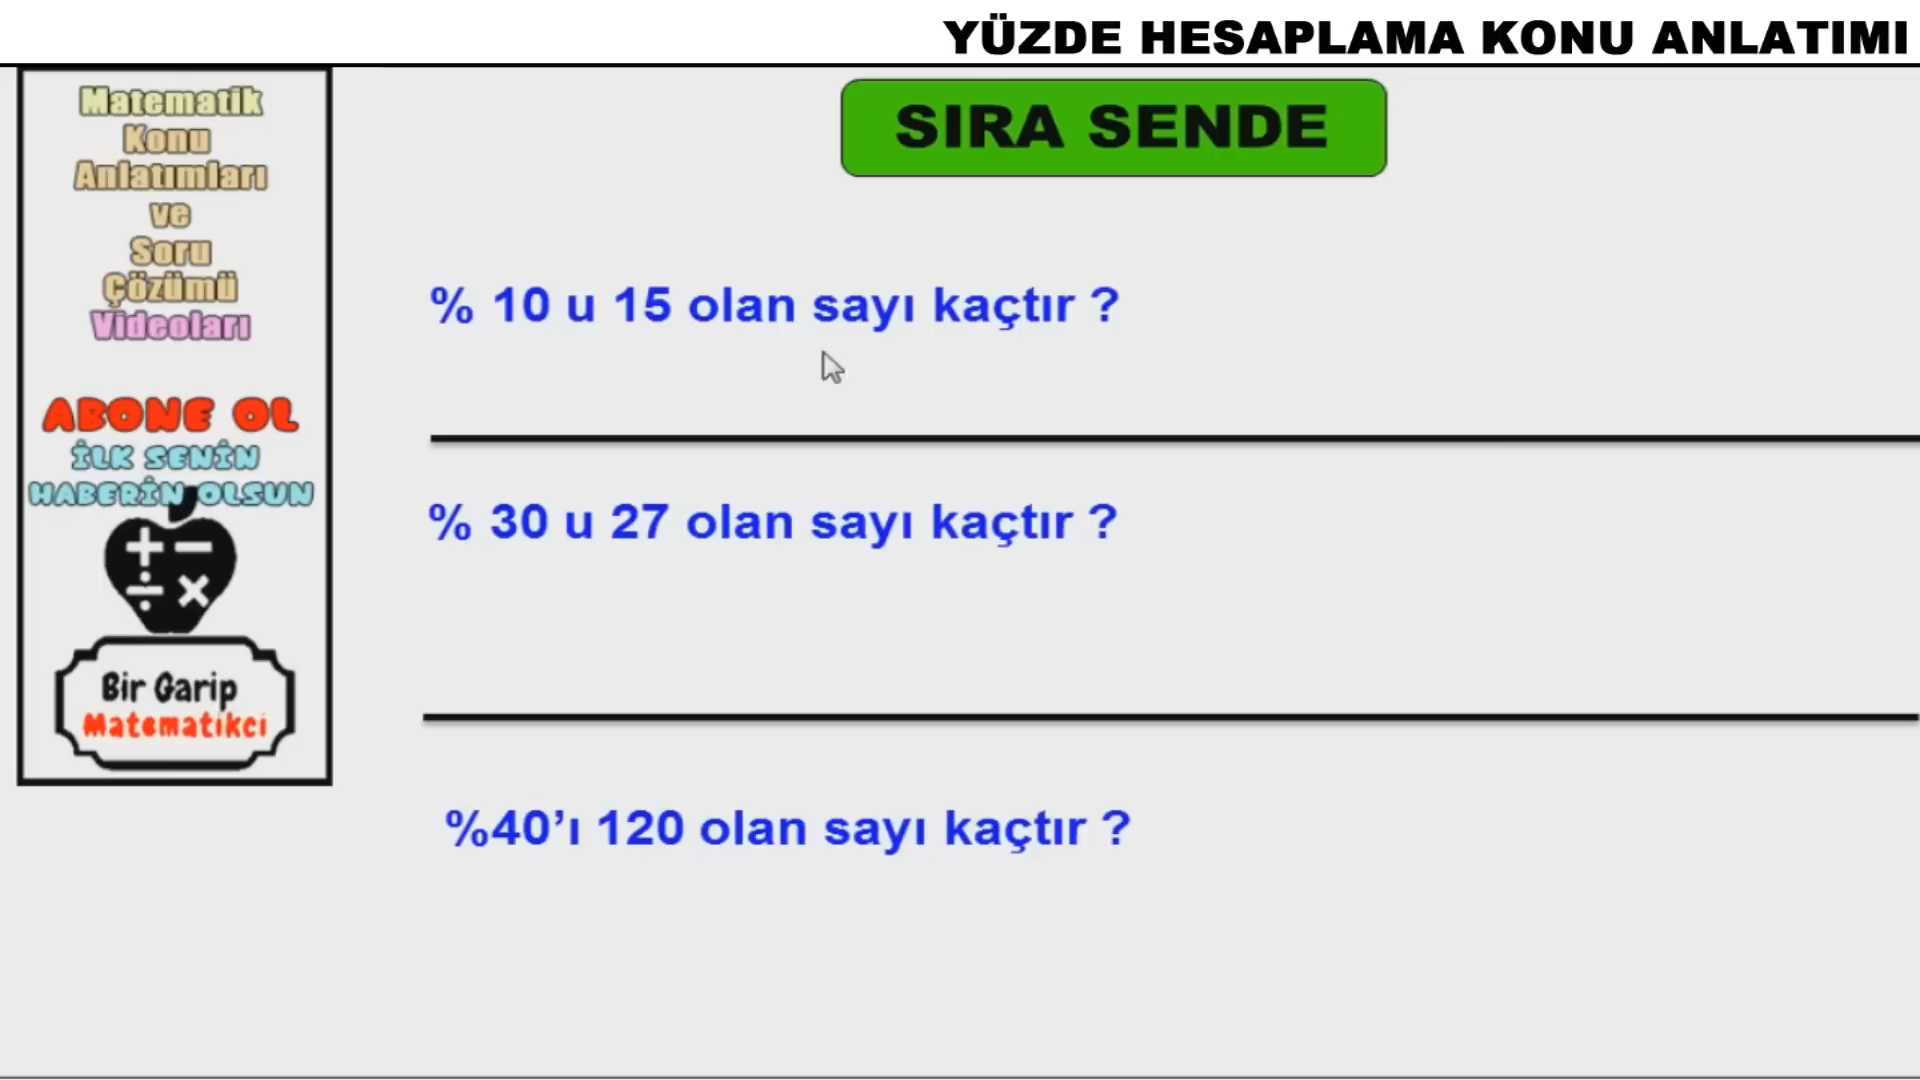 YÜZDE HESAPLAMA KONU ANLATIMI
Matematik
Konu
Anlatımları
ve
Soru
Çözümü
Videoları
ABONE OL
İLK SENİN
HABERİN OLSUN
Bir Garip
Matematikci
SIRA SENDE
% 10 u 15 olan sayı kaçtır ?
% 30 u 27 olan sayı kaçtır ?
%40’ı 120 olan sayı kaçtır ?